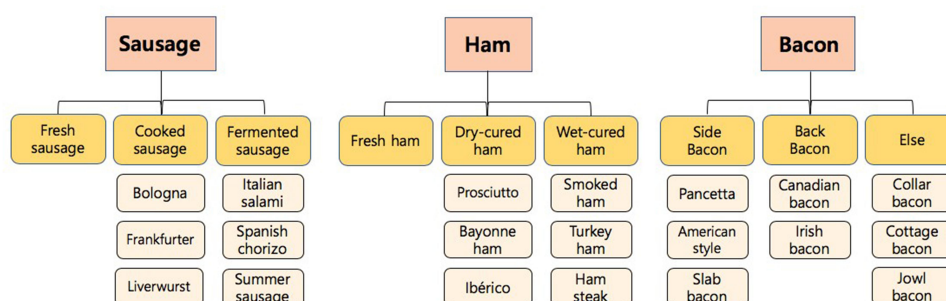 Sausage
Ham
Bacon
Fresh
sausage
Cooked
sausage
Fermented
sausage
Fresh ham
Dry-cured
ham
Wet-cured
ham
Side
Bacon
Back
Bacon
Else
Bologna
Italian
salami
Prosciutto
Smoked
ham
Pancetta
Canadian
bacon
Collar
bacon
Frankfurter
Spanish
chorizo
Bayonne
ham
Turkey
ham
American
style
Irish
bacon
Cottage
bacon
Liverwurst
Summer
sausage
Ibérico
Ham
steak
Slab
bacon
Jowl
bacon